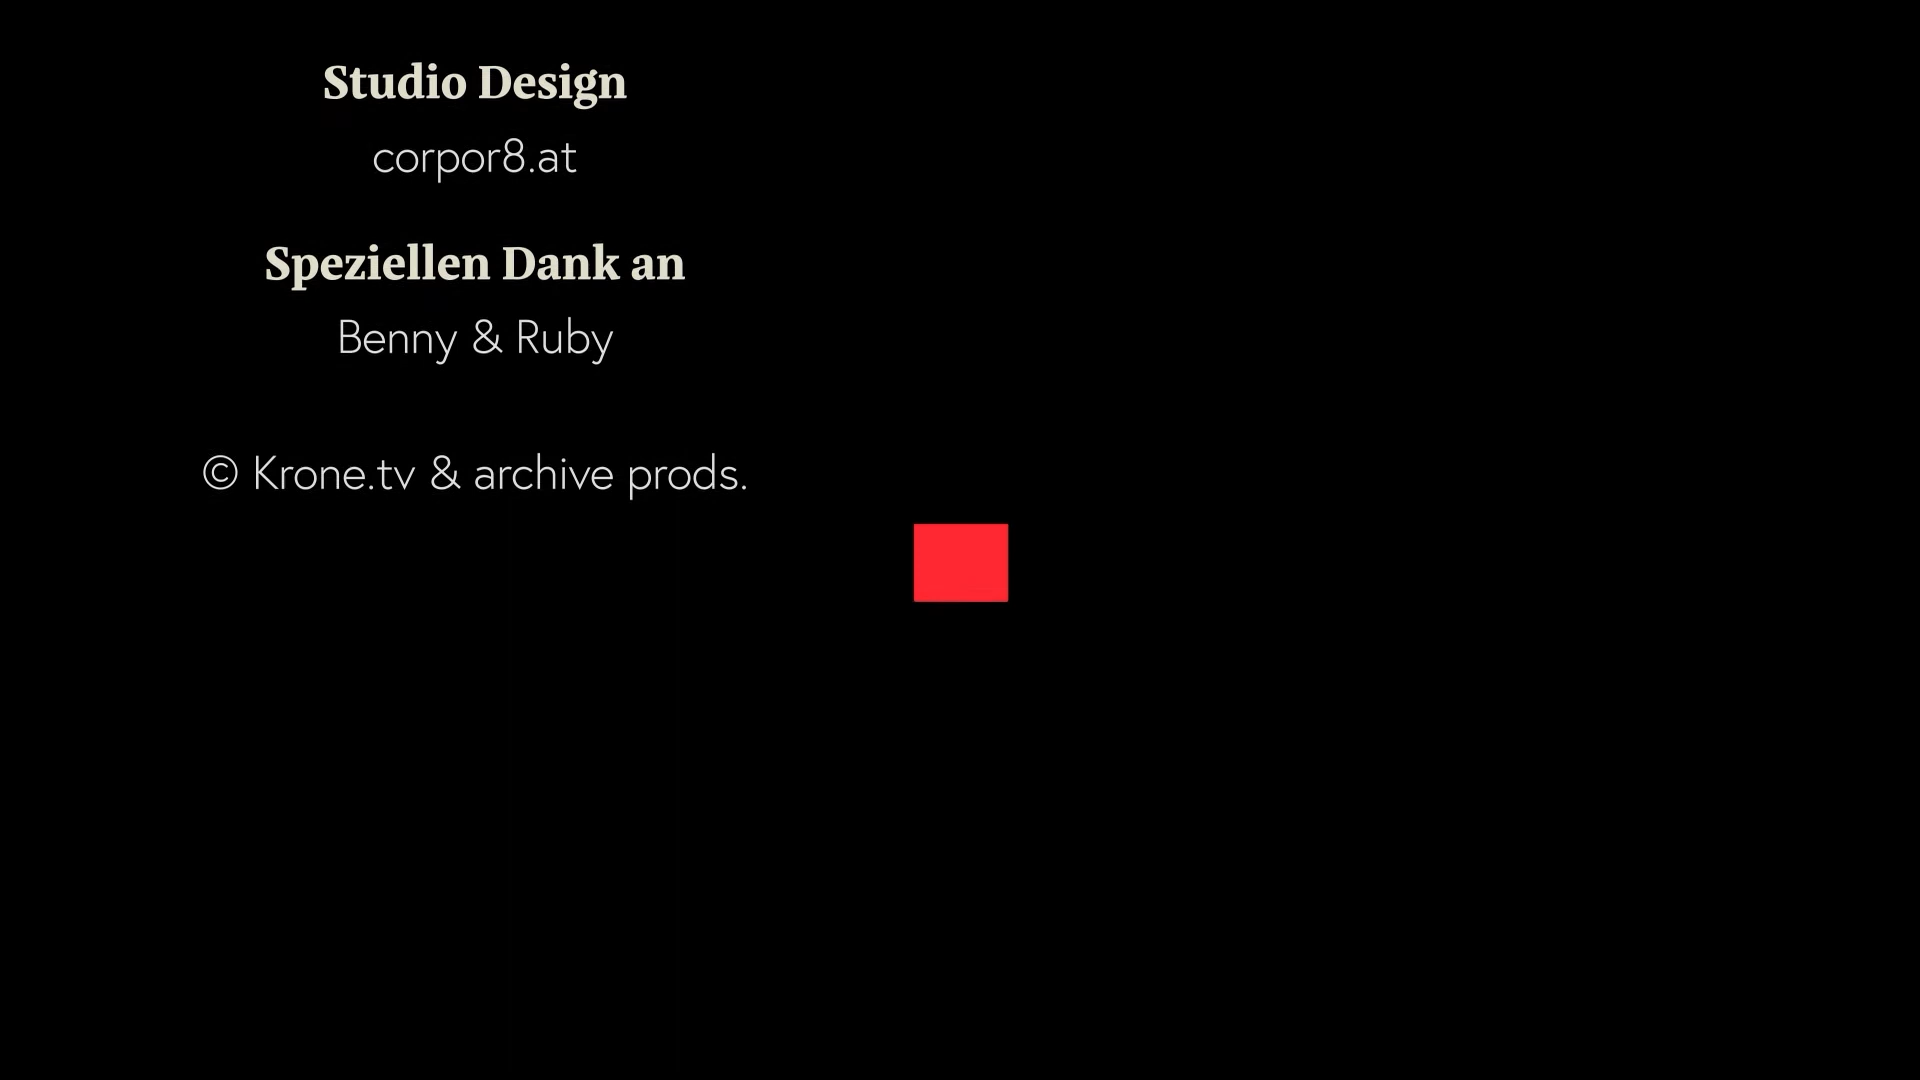 Studio Design
corpor8.at
Speziellen Dank an
Benny & Ruby
© Krone.tv & archive prods.